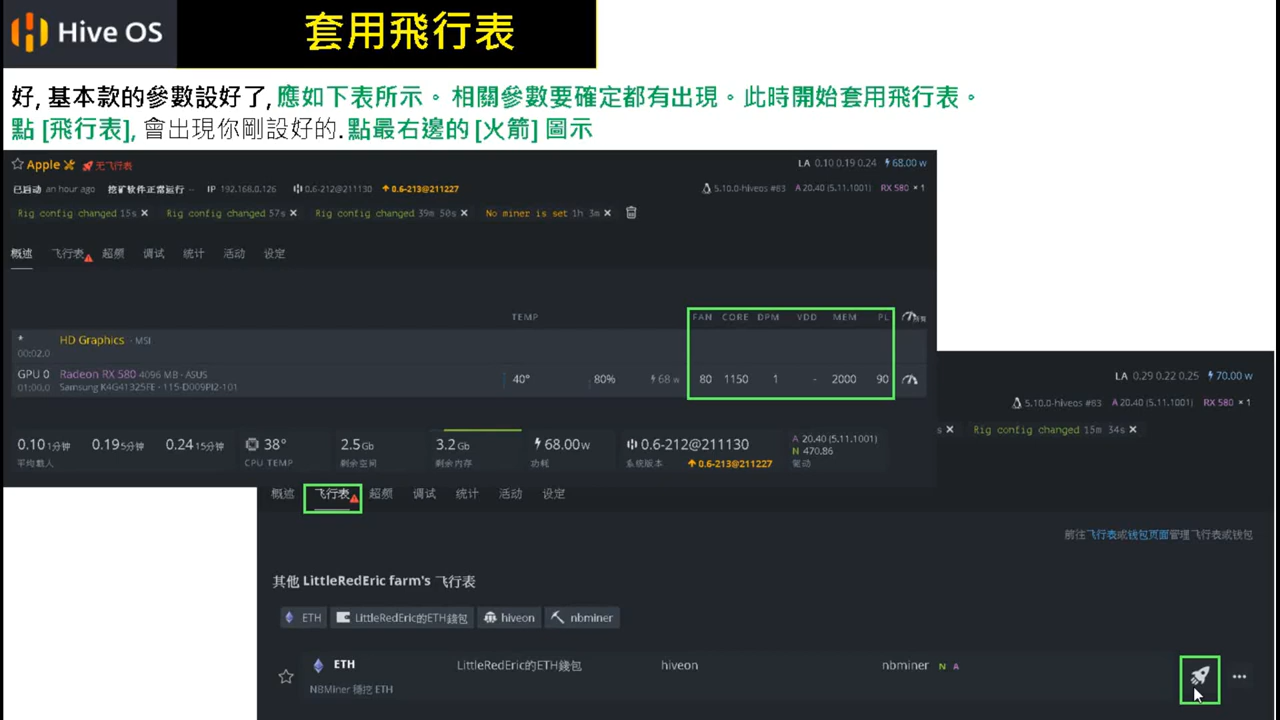 Hive OS
套用飛行表
好, 基本款的參數設好了, 應如下表所示。 相關參數要確定都有出現。此時開始套用飛行表。
點 [飛行表], 會出現你剛設好的. 點最右邊的 [火箭] 圖示
Apple 无飞行表 LA 0.10 0.19 0.24 68.00 w
已启动 an hour ago 挖矿软件正常运行 -- IP 192.168.0.126 0.6-212@211130 0.6-213@211227 5.10.0-hiveos #83 A 20.40 (5.11.1001) RX 580 × 1
Rig config changed 15s × Rig config changed 57s × Rig config changed 39m 50s × No miner is set 1h 3m ×
概述 飞行表 超频 调试 统计 活动 设定
TEMP FAN CORE DPM VDD MEM PL
* HD Graphics · MSI
00:02.0
GPU 0 Radeon RX 580 4096 MB · ASUS 40° 80% 68 w 80 1150 1 - 2000 90
01:00.0 Samsung K4G41325FE · 115-D009PI2-101
0.10 1分钟 0.19 5分钟 0.24 15分钟 38° 2.5 Gb 3.2 Gb 68.00 w 0.6-212@211130 A 20.40 (5.11.1001)
N 470.86
平均载入 CPU TEMP 剩余空间 剩余内存 功耗 系统版本 0.6-213@211227 驱动
LA 0.29 0.22 0.25 70.00 w
5.10.0-hiveos #83 A 20.40 (5.11.1001) RX 580 × 1
s × Rig config changed 15m 34s ×
概述 飞行表 超频 调试 统计 活动 设定
前往飞行表或钱包页面管理飞行表或钱包
其他 LittleRedEric farm's 飞行表
ETH LittleRedEric的ETH錢包 hiveon nbminer
ETH LittleRedEric的ETH錢包 hiveon nbminer N A
NBMiner 穩挖 ETH